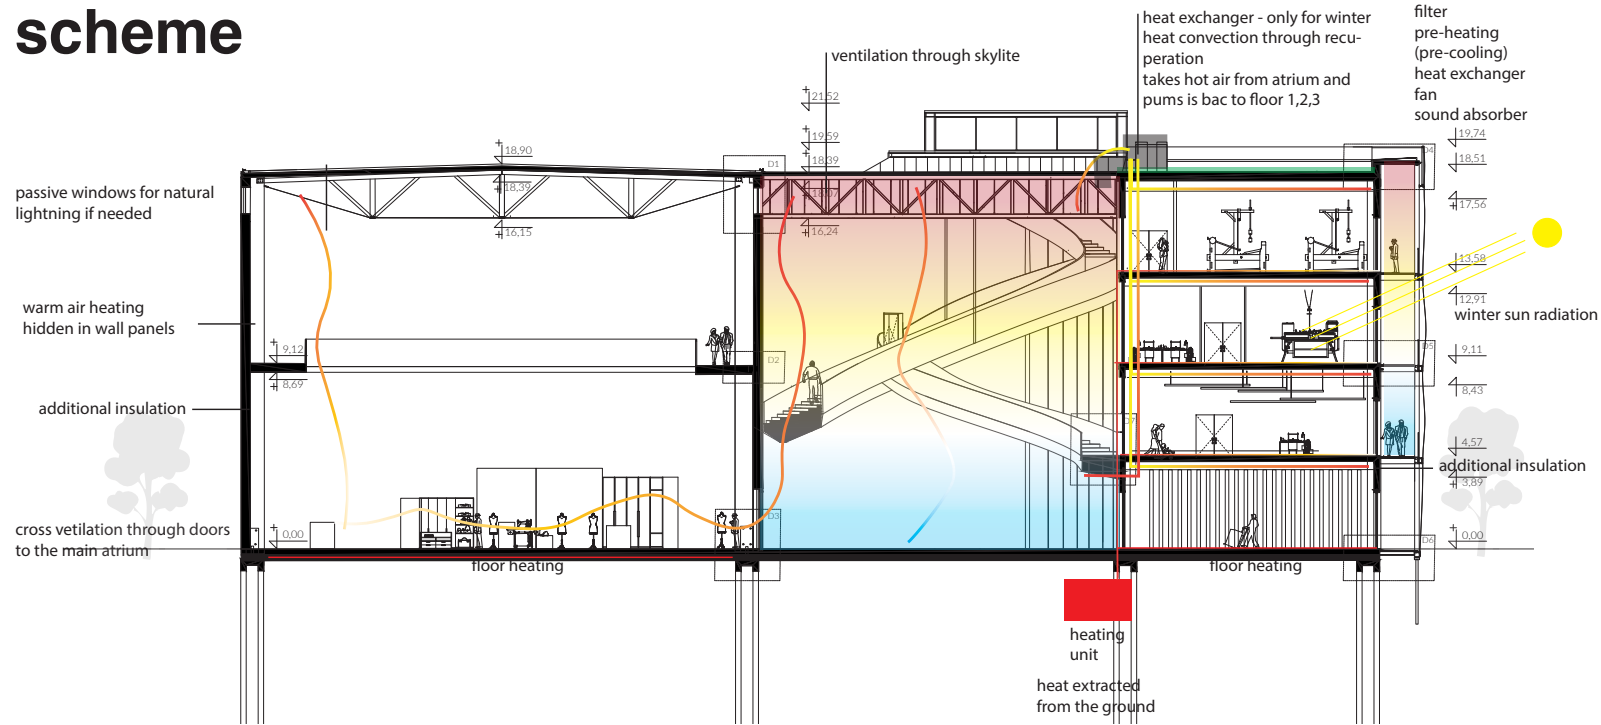 scheme
heat exchanger - only for winter
heat convection through recu-
peration
takes hot air from atrium and
pums is bac to floor 1,2,3
filter
pre-heating
(pre-cooling)
heat exchanger
fan
sound absorber
ventilation through skylite
21,52
19,59
18,39
16,24
18,90
18,39
16,15
D1
D4
19,74
18,51
17,56
passive windows for natural
lightning if needed
13,58
12,91
winter sun radiation
warm air heating
hidden in wall panels
9,12
8,69
D2
D5
9,11
8,43
additional insulation
D7
4,57
additional insulation
3,89
cross vetilation through doors
to the main atrium
0,00
D3
0,00
D6
floor heating
floor heating
heating
unit
heat extracted
from the ground